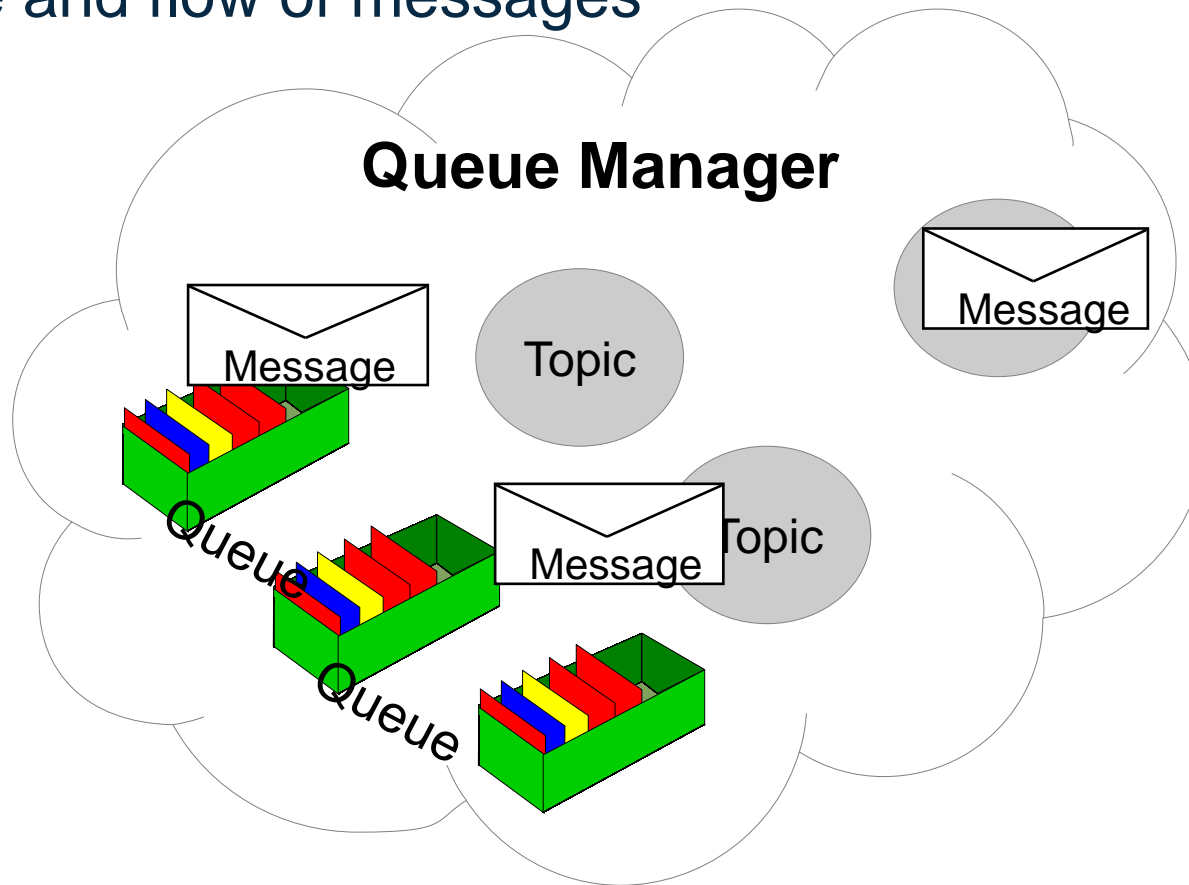 and flow of messages
Queue Manager
Message
Message
Topic
Message
Topic
Queue
Queue